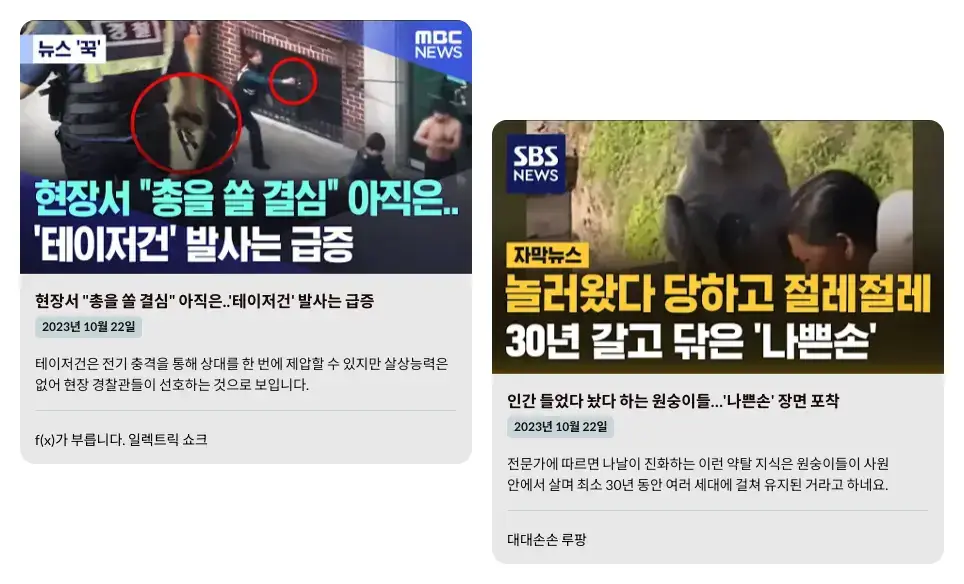 경찰
뉴스 '꾹'
MBC
NEWS
현장서 "총을 쏠 결심" 아직은..
'테이저건' 발사는 급증
현장서 "총을 쏠 결심" 아직은..'테이저건' 발사는 급증
2023년 10월 22일
테이저건은 전기 충격을 통해 상대를 한 번에 제압할 수 있지만 살상능력은
없어 현장 경찰관들이 선호하는 것으로 보입니다.
f(x)가 부릅니다. 일렉트릭 쇼크
SBS
NEWS
자막뉴스
놀러왔다 당하고 절레절레
30년 갈고 닦은 '나쁜손'
인간 들었다 놨다 하는 원숭이들...'나쁜손' 장면 포착
2023년 10월 22일
전문가에 따르면 나날이 진화하는 이런 약탈 지식은 원숭이들이 사원
안에서 살며 최소 30년 동안 여러 세대에 걸쳐 유지된 거라고 하네요.
대대손손 루팡